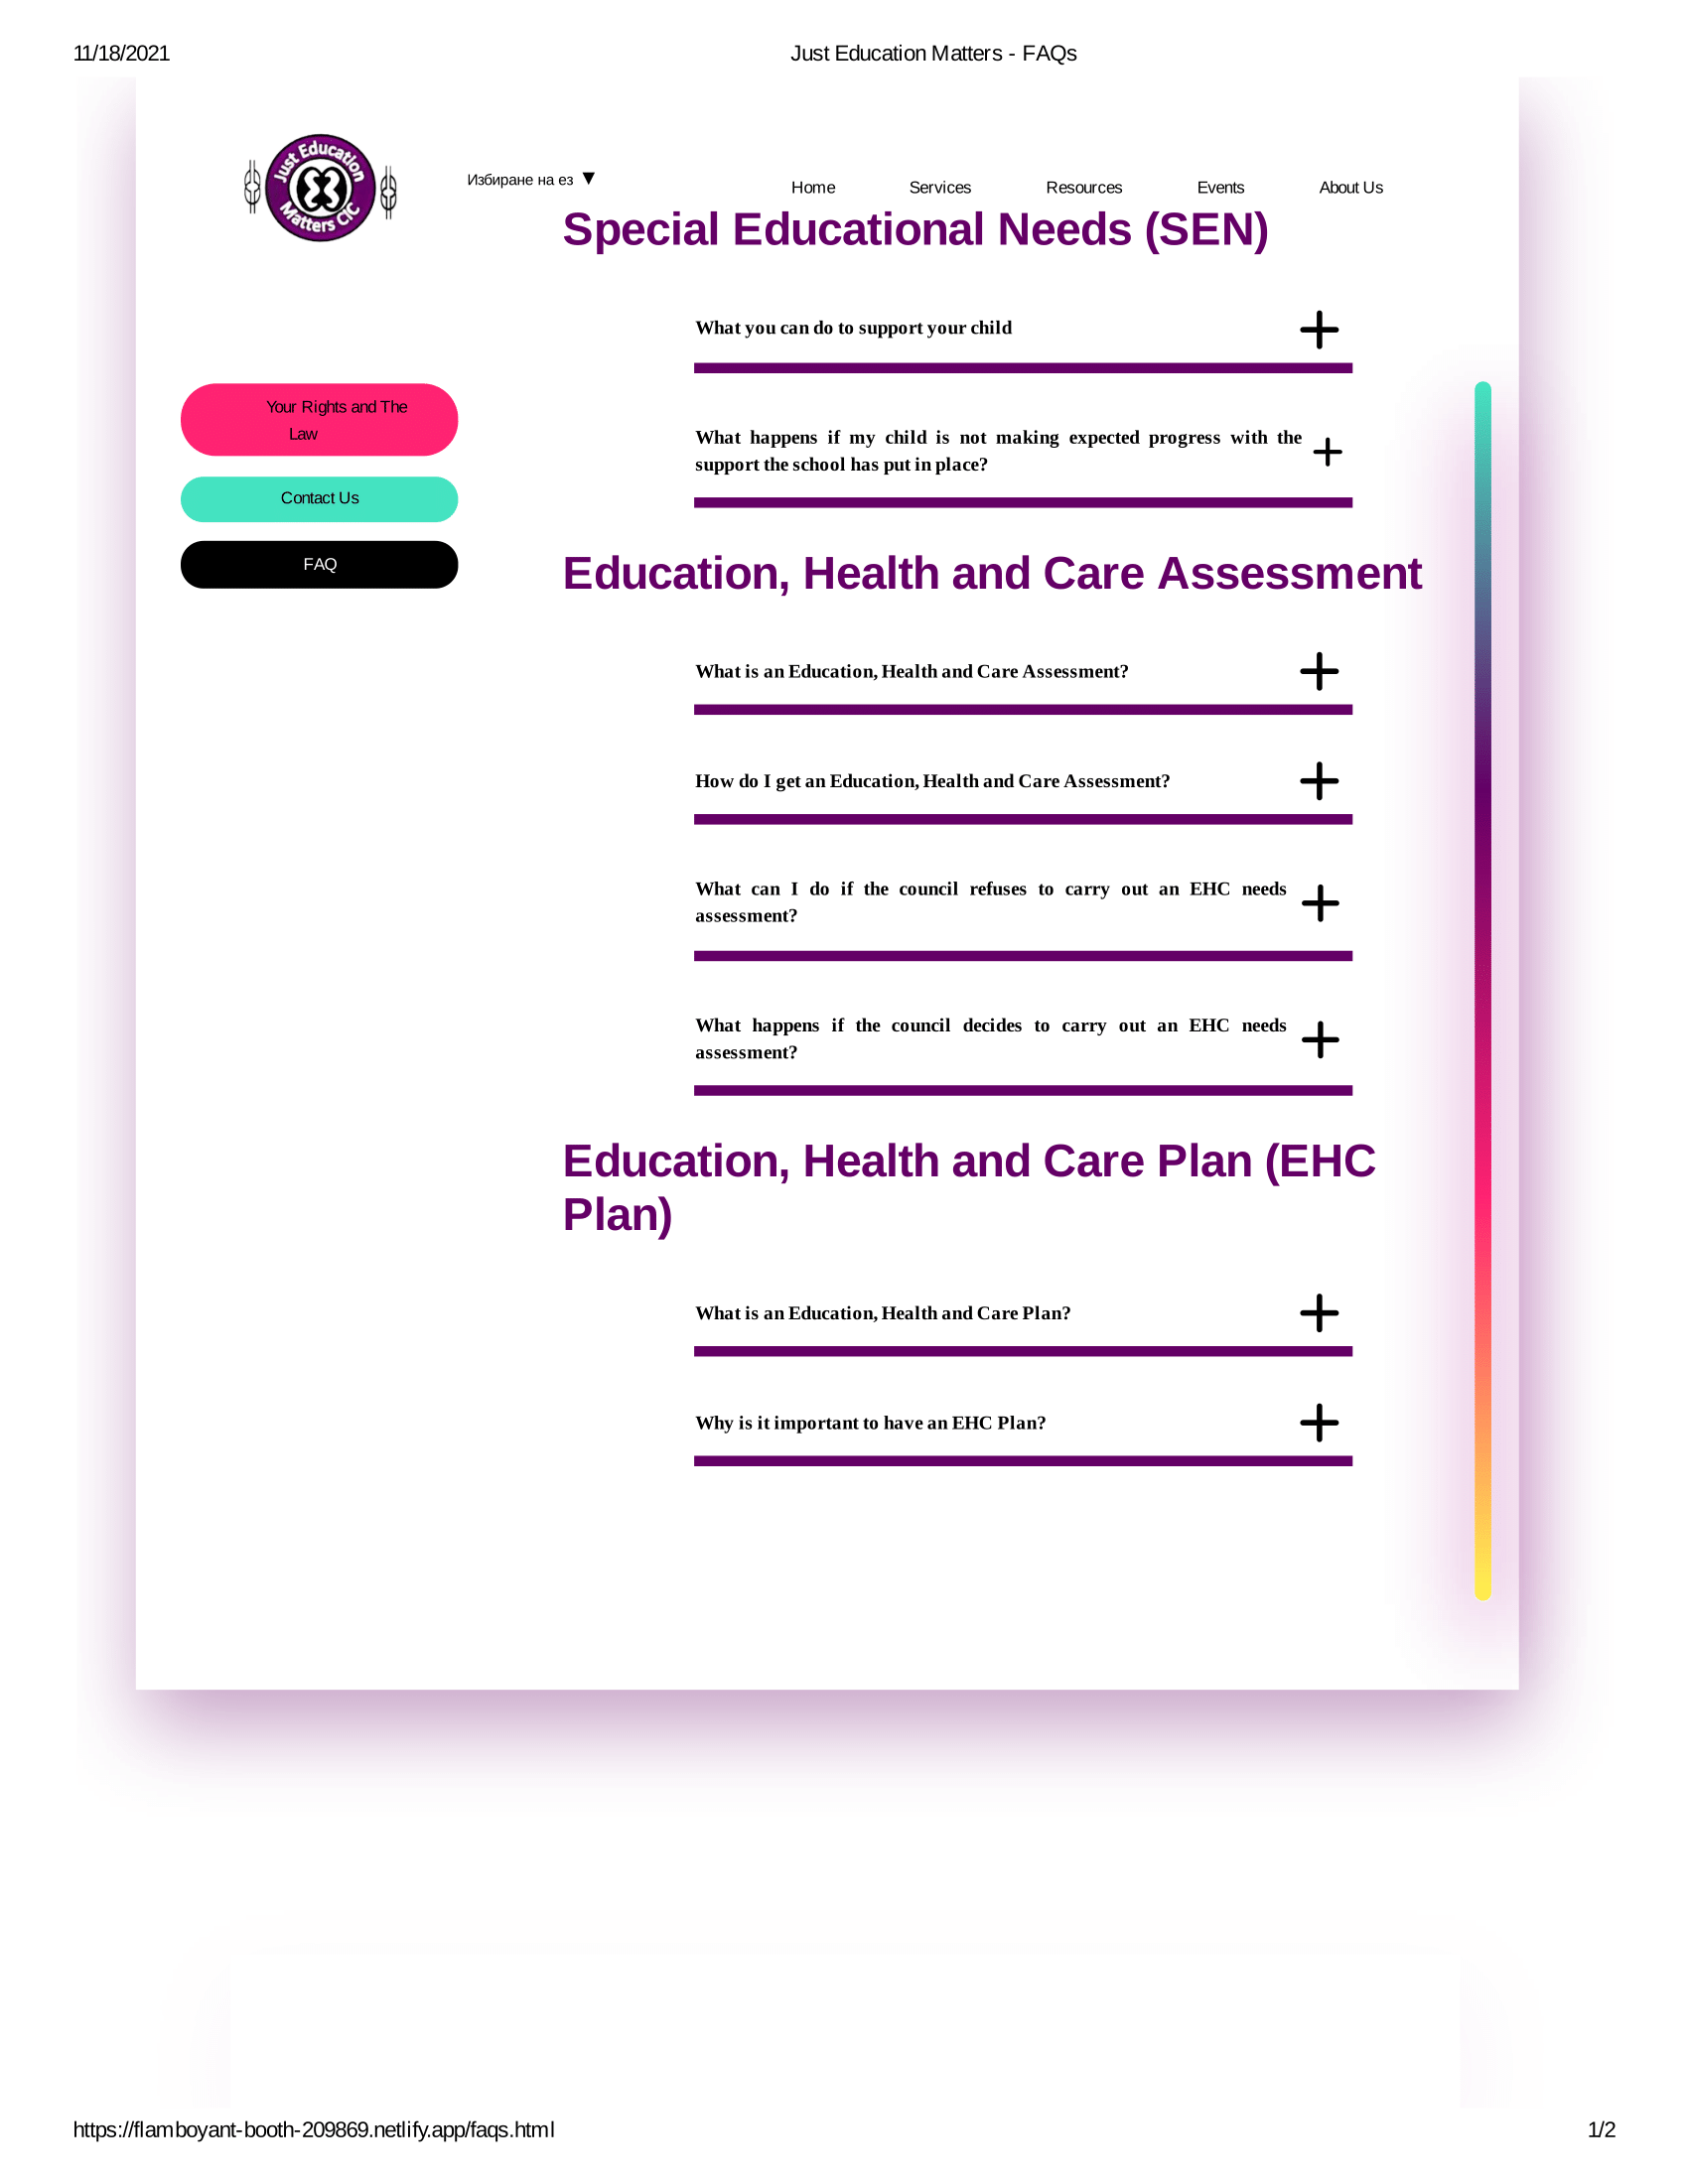 11/18/2021
Just Education Matters - FAQs
Just Education
Matters CIC
Избиране на ез ▼
Home
Services
Resources
Events
About Us
Special Educational Needs (SEN)
What you can do to support your child
Your Rights and The
Law
What happens if my child is not making expected progress with the
support the school has put in place?
Contact Us
FAQ
Education, Health and Care Assessment
What is an Education, Health and Care Assessment?
How do I get an Education, Health and Care Assessment?
What can I do if the council refuses to carry out an EHC needs
assessment?
What happens if the council decides to carry out an EHC needs
assessment?
Education, Health and Care Plan (EHC
Plan)
What is an Education, Health and Care Plan?
Why is it important to have an EHC Plan?
https://flamboyant-booth-209869.netlify.app/faqs.html
1/2